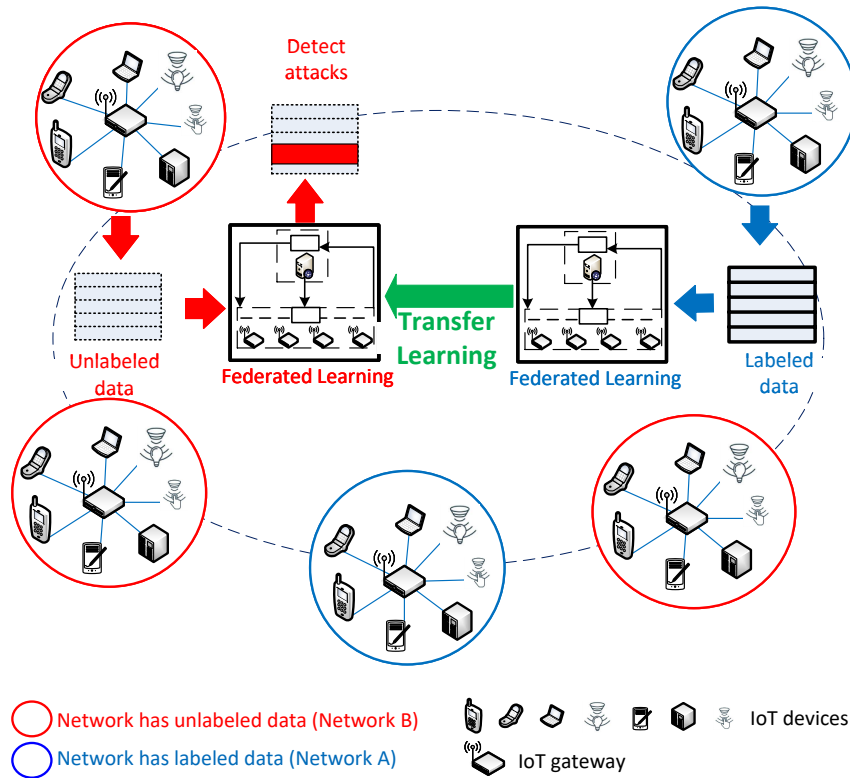 Detect
attacks
Unlabeled
data
Federated Learning
Transfer
Learning
Federated Learning
Labeled
data
Network has unlabeled data (Network B)
Network has labeled data (Network A)
IoT devices
IoT gateway